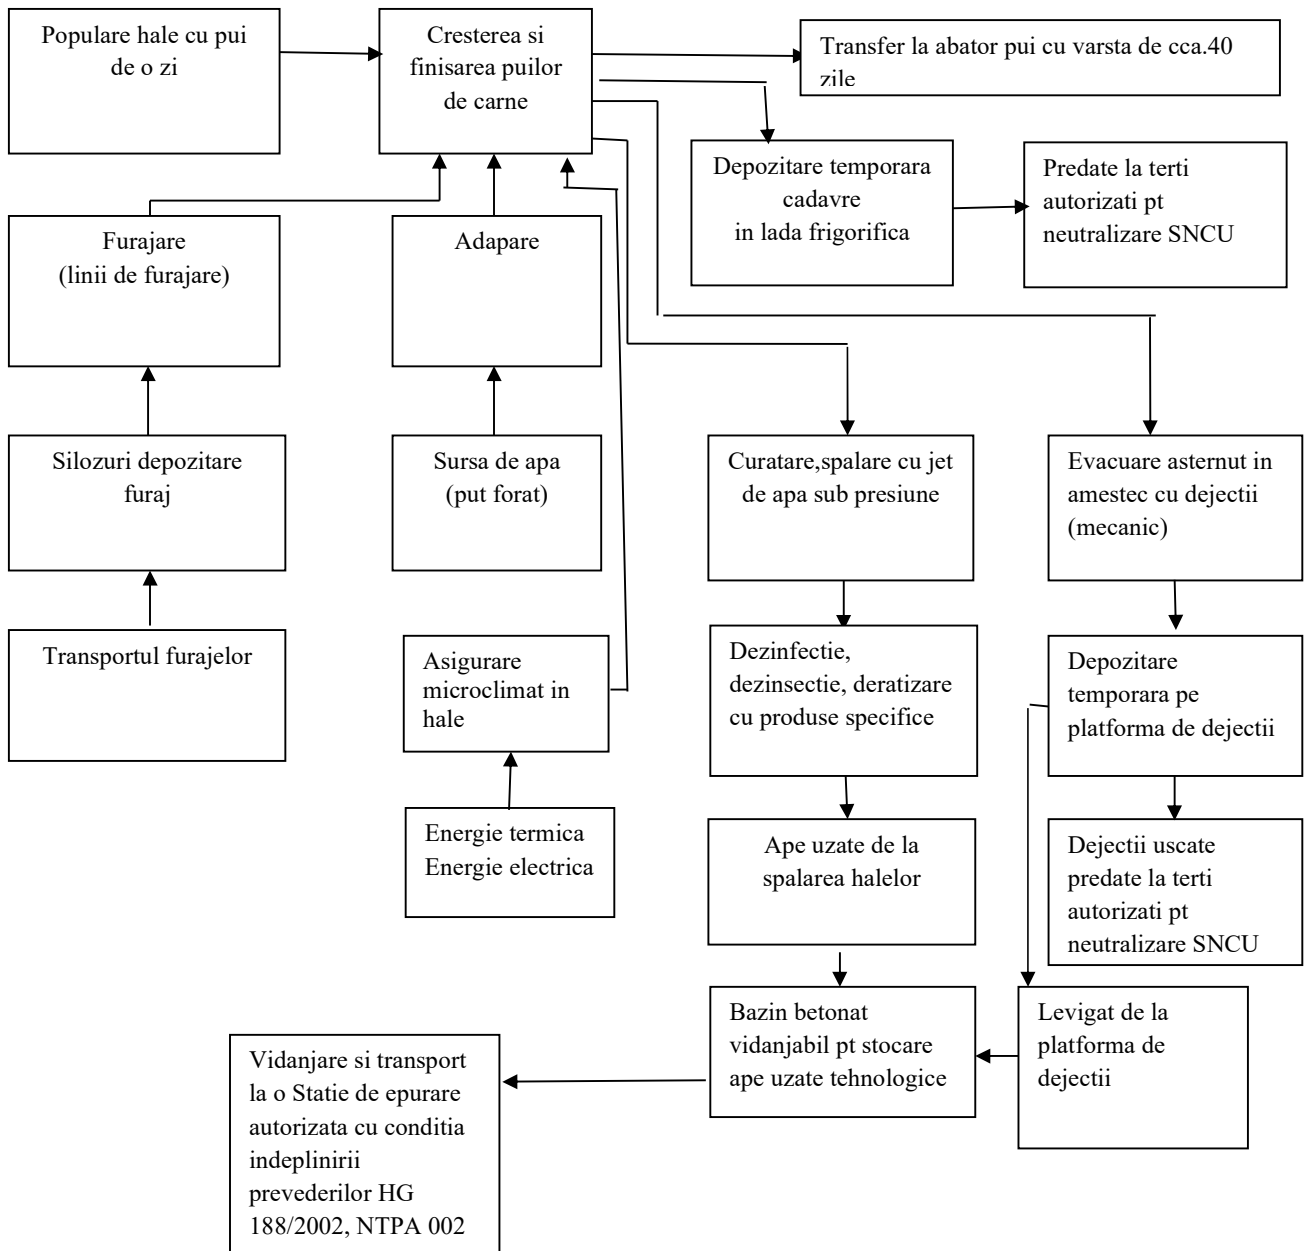 Populare hale cu pui
de o zi
Cresterea si
finisarea puilor
de carne
Transfer la abator pui cu varsta de cca.40
zile
Depozitare temporara
cadavre
in lada frigorifica
Predate la terti
autorizati pt
neutralizare SNCU
Furajare
(linii de furajare)
Adapare
Silozuri depozitare
furaj
Sursa de apa
(put forat)
Curatare,spalare cu jet
de apa sub presiune
Evacuare asternut in
amestec cu dejectii
(mecanic)
Transportul furajelor
Asigurare
microclimat in
hale
Dezinfectie,
dezinsectie, deratizare
cu produse specifice
Depozitare
temporara pe
platforma de dejectii
Energie termica
Energie electrica
Ape uzate de la
spalarea halelor
Dejectii uscate
predate la terti
autorizati pt
neutralizare SNCU
Bazin betonat
vidanjabil pt stocare
ape uzate tehnologice
Levigat de la
platforma de
dejectii
Vidanjare si transport
la o Statie de epurare
autorizata cu conditia
indeplinirii
prevederilor HG
188/2002, NTPA 002